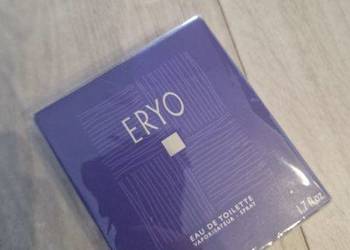 ERYO
EAU DE TOILETTE
VAPORISATEUR - SPRAY
1.7 fl.oz